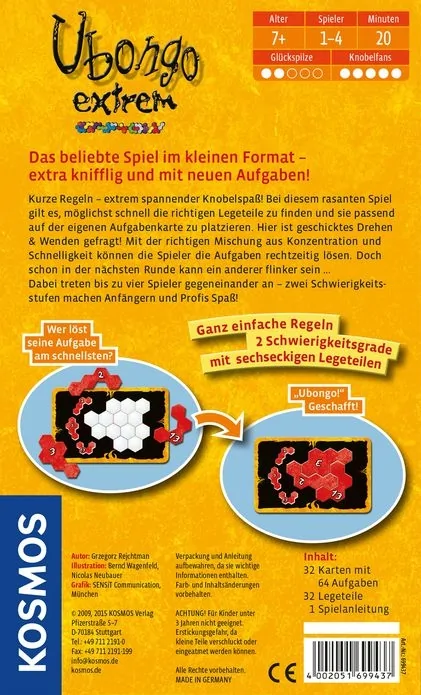 Ubongo
extrem
Alter
Spieler
Minuten
7+
1–4
20
Glückspilze
Knobelfans
Das beliebte Spiel im kleinen Format –
extra knifflig und mit neuen Aufgaben!
Kurze Regeln – extrem spannender Knobelspaß! Bei diesem rasanten Spiel
gilt es, möglichst schnell die richtigen Legeteile zu finden und sie passend
auf der eigenen Aufgabenkarte zu platzieren. Hier ist geschicktes Drehen
& Wenden gefragt! Mit der richtigen Mischung aus Konzentration und
Schnelligkeit können die Spieler die Aufgaben rechtzeitig lösen. Doch
schon in der nächsten Runde kann ein anderer flinker sein ...
Dabei treten bis zu vier Spieler gegeneinander an – zwei Schwierigkeits-
stufen machen Anfängern und Profis Spaß!
Wer löst
seine Aufgabe
am schnellsten?
Ganz einfache Regeln
2 Schwierigkeitsgrade
mit sechseckigen Legeteilen
„Ubongo!"
Geschafft!
2
3
13
3
2
13
KOSMOS
Autor: Grzegorz Rejchtman
Illustration: Bernd Wagenfeld,
Nicolas Neubauer
Grafik: SENSiT Communication,
München
© 2009, 2015 KOSMOS Verlag
Pfizerstraße 5–7
D-70184 Stuttgart
Tel.: +49 711 2191-0
Fax: +49 711 2191-199
info@kosmos.de
kosmos.de
Verpackung und Anleitung
aufbewahren, da sie wichtige
Informationen enthalten.
Farb- und Inhaltsänderungen
vorbehalten.
ACHTUNG! Für Kinder unter
3 Jahren nicht geeignet.
Erstickungsgefahr, da
kleine Teile verschluckt oder
eingeatmet werden können.
Alle Rechte vorbehalten.
MADE IN GERMANY
CE
Inhalt:
32 Karten mit
64 Aufgaben
32 Legeteile
1 Spielanleitung
4 002051 699437
Art.-Nr.: 699437